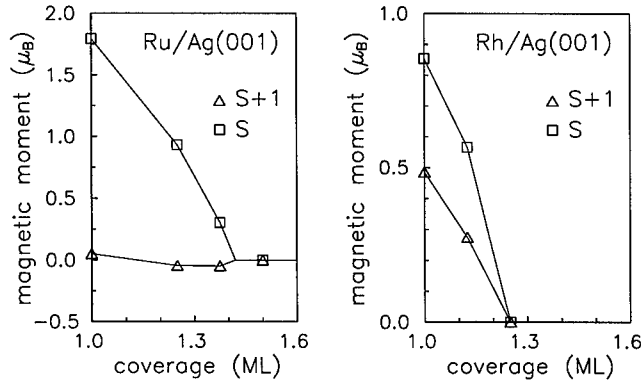 Ru/Ag(001)
S+1
S
magnetic moment (μB)
2.0
1.5
1.0
0.5
0.0
−0.5
1.0 1.3 1.6
coverage (ML)
Rh/Ag(001)
S+1
S
magnetic moment (μB)
1.0
0.5
0.0
1.0 1.3 1.6
coverage (ML)